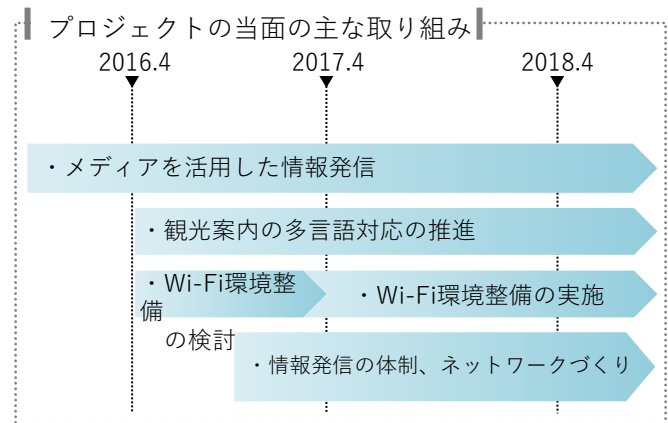 プロジェクトの当面の主な取り組み
2016.4 2017.4 2018.4
・メディアを活用した情報発信
・観光案内の多言語対応の推進
・Wi-Fi環境整
備
の検討
・Wi-Fi環境整備の実施
・情報発信の体制、ネットワークづくり